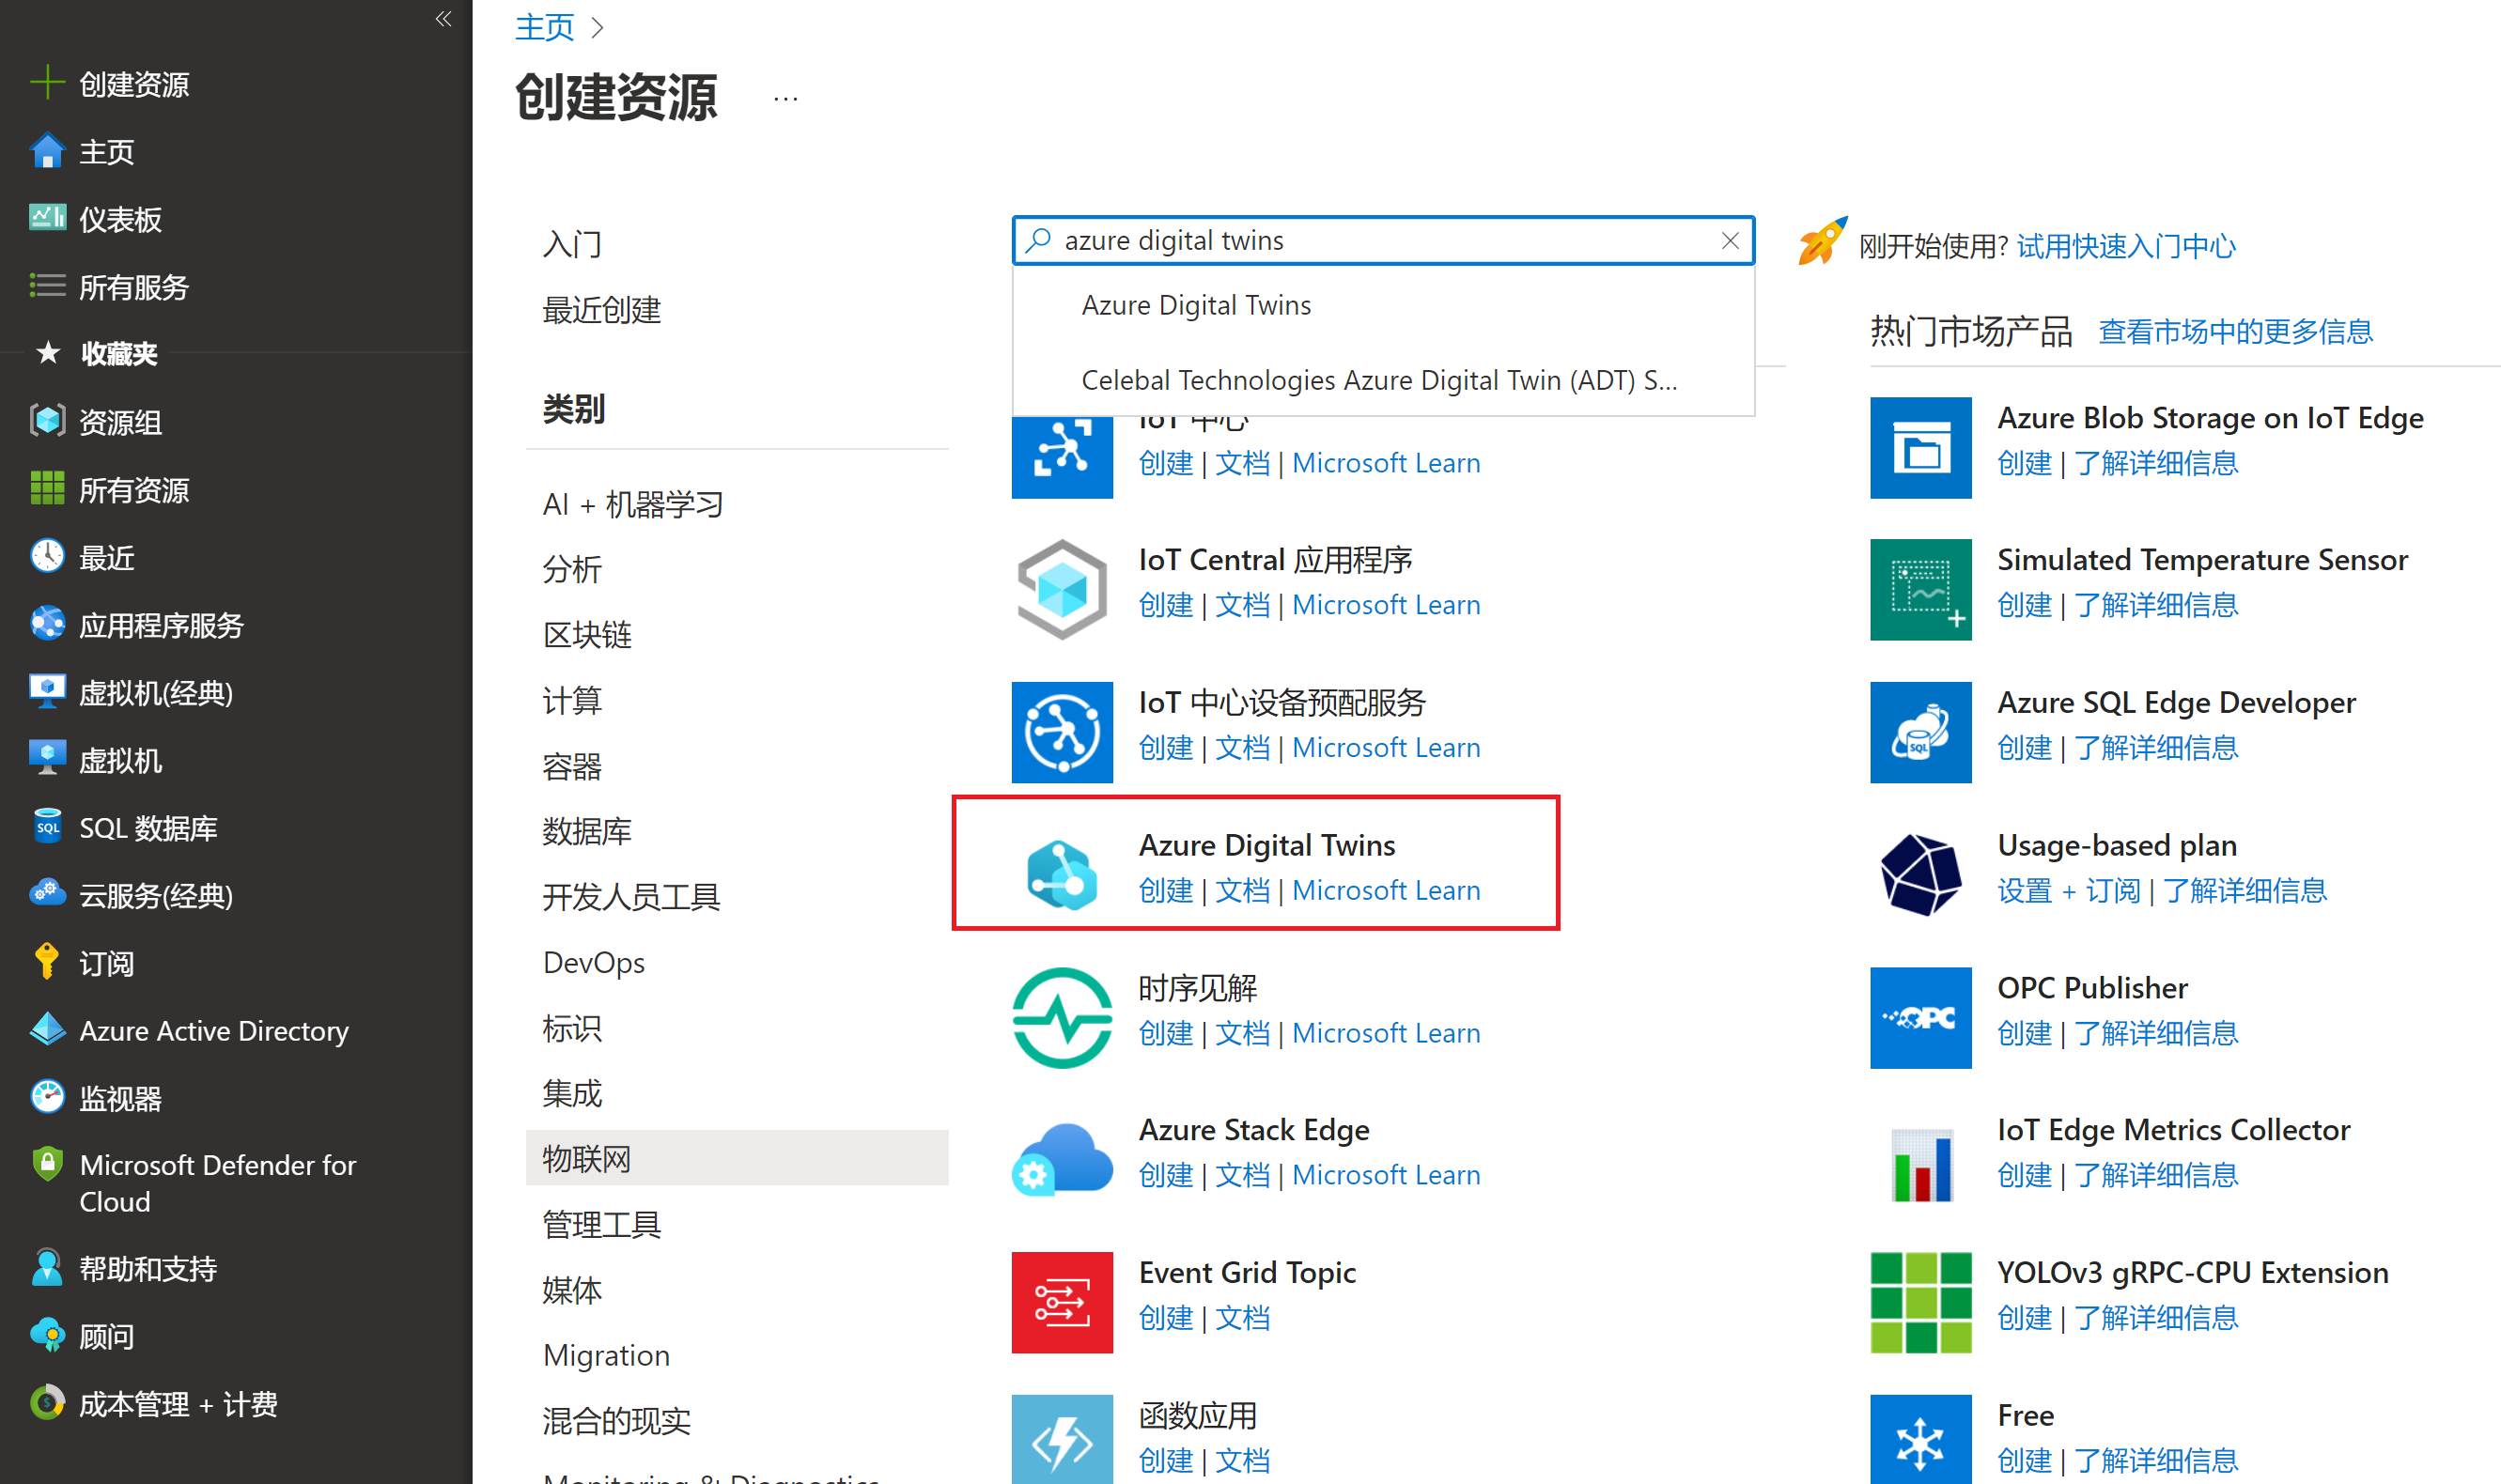 创建资源
主页
仪表板
所有服务
收藏夹
资源组
所有资源
最近
应用程序服务
虚拟机(经典)
虚拟机
SQL 数据库
云服务(经典)
订阅
Azure Active Directory
监视器
Microsoft Defender for
Cloud
帮助和支持
顾问
成本管理 + 计费
主页 >
创建资源 ...
入门
最近创建
类别
AI + 机器学习
分析
区块链
计算
容器
数据库
开发人员工具
DevOps
标识
集成
物联网
管理工具
媒体
Migration
混合的现实
Monitoring & Diagnostics
azure digital twins
Azure Digital Twins
Celebal Technologies Azure Digital Twin (ADT) S...
IoT 中心
创建 | 文档 | Microsoft Learn
IoT Central 应用程序
创建 | 文档 | Microsoft Learn
IoT 中心设备预配服务
创建 | 文档 | Microsoft Learn
Azure Digital Twins
创建 | 文档 | Microsoft Learn
时序见解
创建 | 文档 | Microsoft Learn
Azure Stack Edge
创建 | 文档 | Microsoft Learn
Event Grid Topic
创建 | 文档
函数应用
创建 | 文档
刚开始使用? 试用快速入门中心
热门市场产品 查看市场中的更多信息
Azure Blob Storage on IoT Edge
创建 | 了解详细信息
Simulated Temperature Sensor
创建 | 了解详细信息
SQL
Azure SQL Edge Developer
创建 | 了解详细信息
Usage-based plan
设置 + 订阅 | 了解详细信息
OPC
OPC Publisher
创建 | 了解详细信息
IoT Edge Metrics Collector
创建 | 了解详细信息
YOLOv3 gRPC-CPU Extension
创建 | 了解详细信息
Free
创建 | 了解详细信息